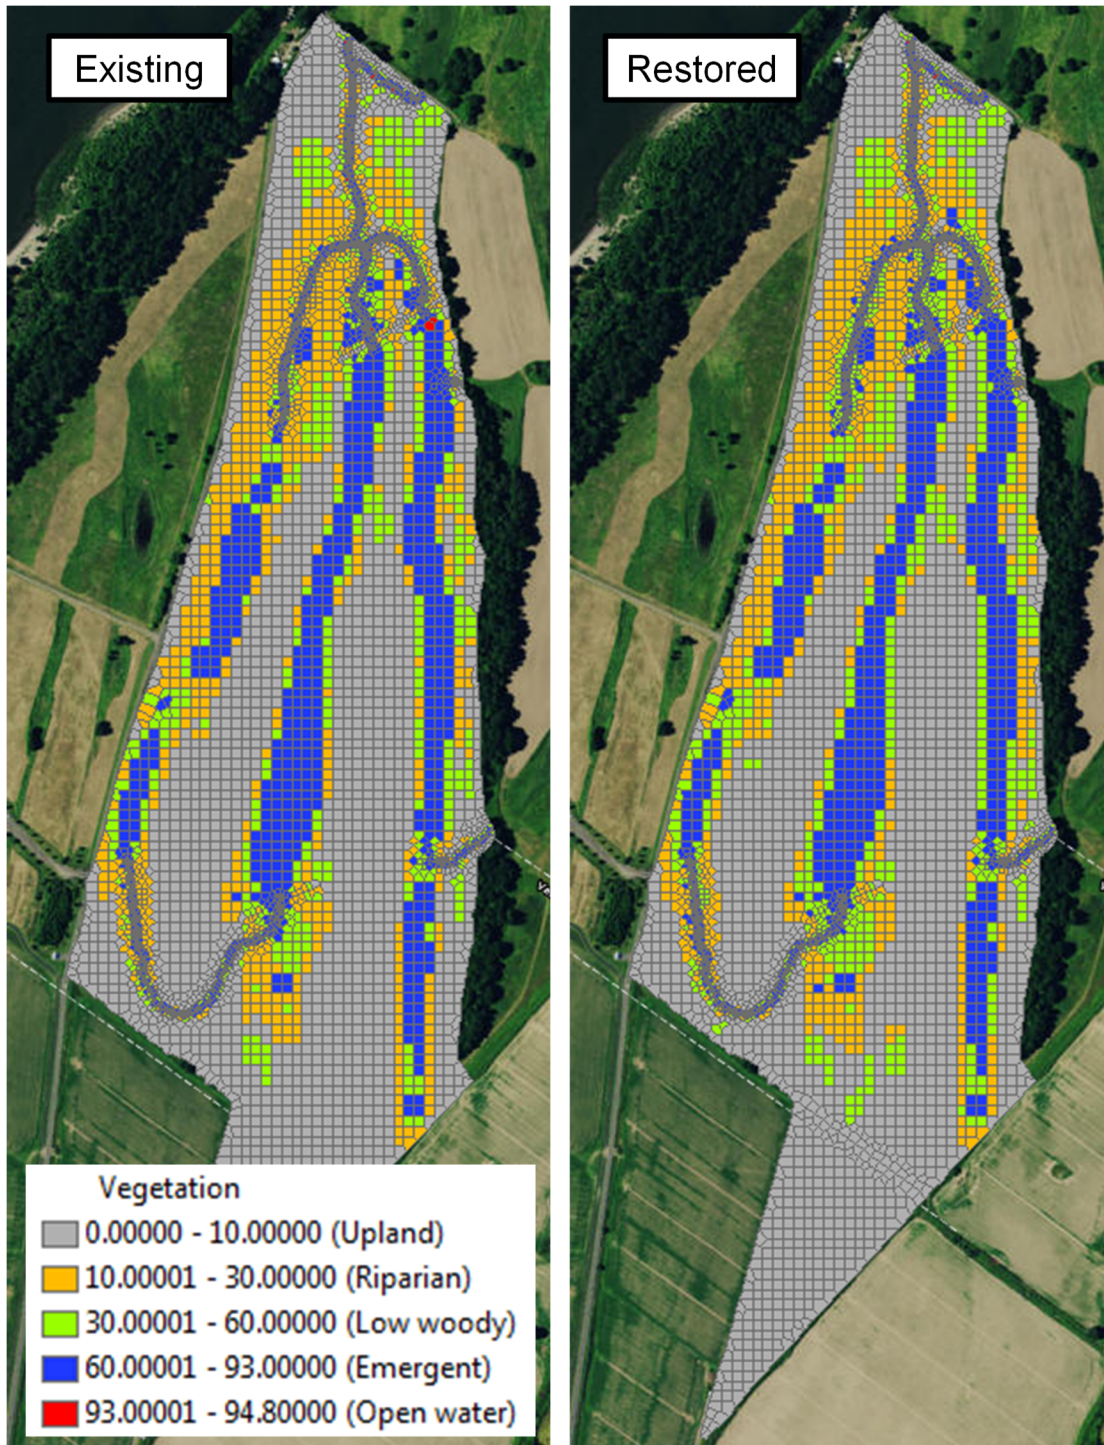 Existing
Restored
Vegetation
0.00000 - 10.00000 (Upland)
10.00001 - 30.00000 (Riparian)
30.00001 - 60.00000 (Low woody)
60.00001 - 93.00000 (Emergent)
93.00001 - 94.80000 (Open water)